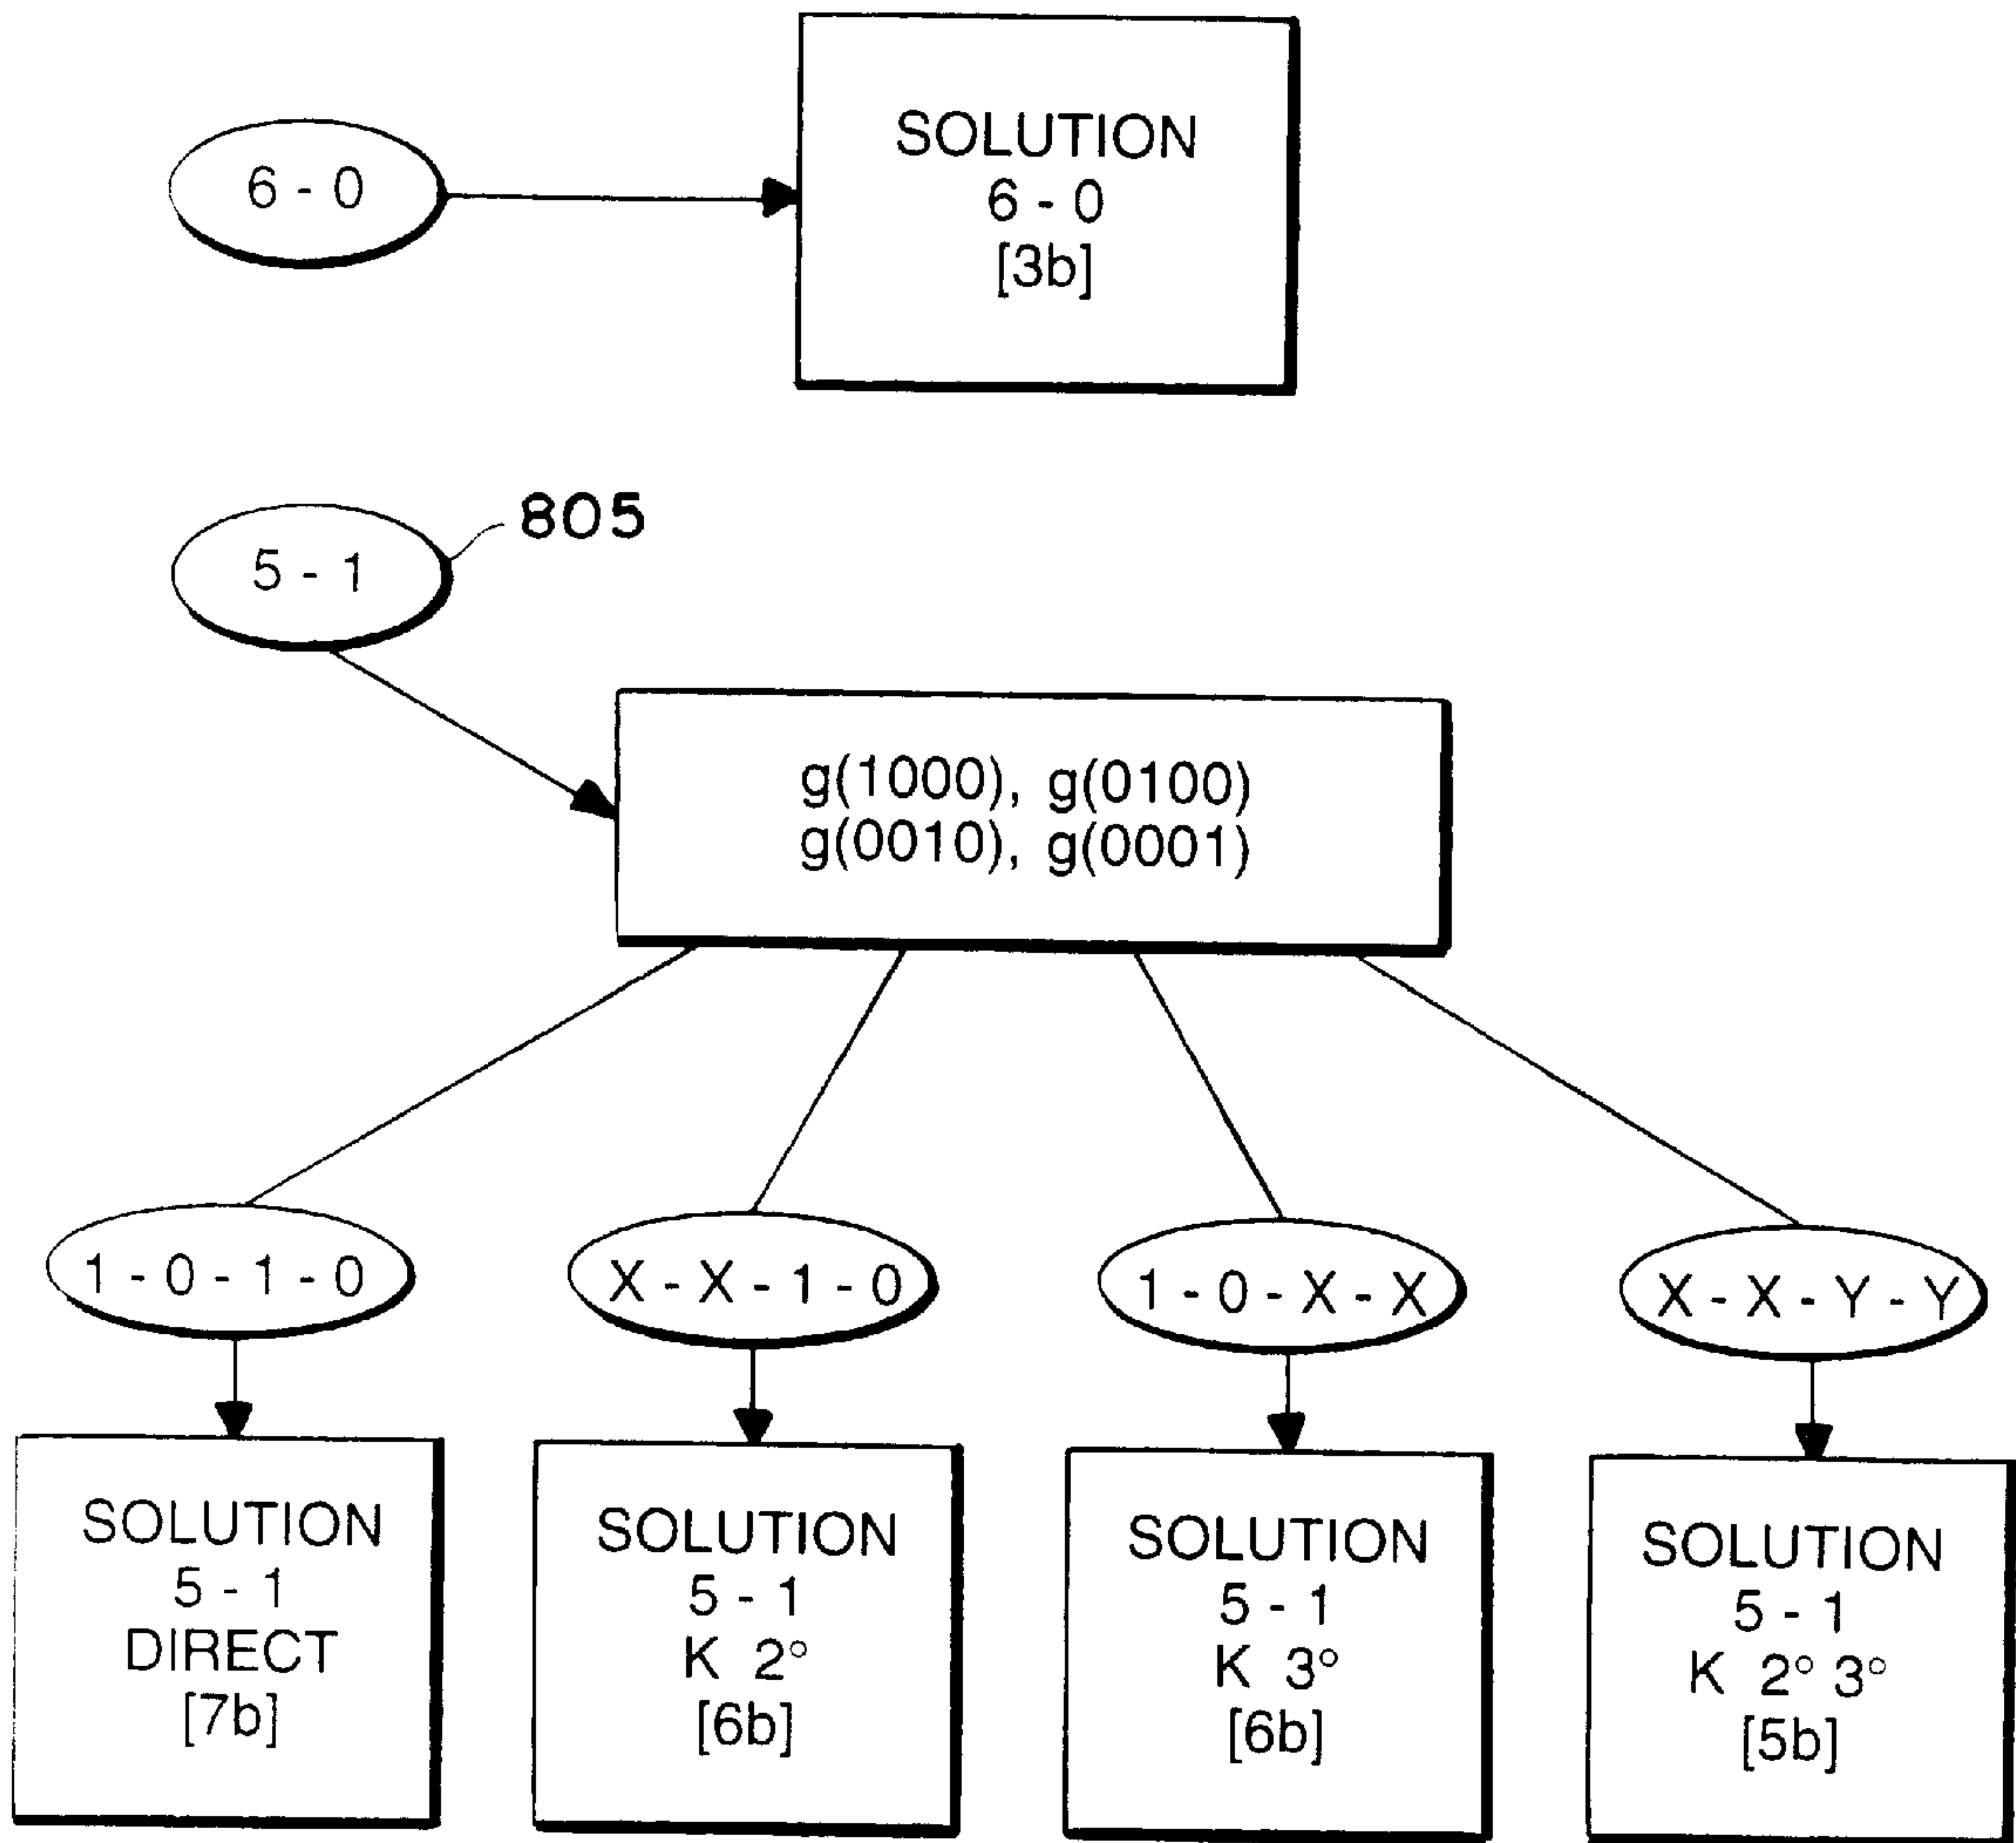 6 - 0
SOLUTION
6 - 0
[3b]
5 - 1
805
g(1000), g(0100)
g(0010), g(0001)
1 - 0 - 1 - 0
X - X - 1 - 0
1 - 0 - X - X
X - X - Y - Y
SOLUTION
5 - 1
DIRECT
[7b]
SOLUTION
5 - 1
K 2°
[6b]
SOLUTION
5 - 1
K 3°
[6b]
SOLUTION
5 - 1
K 2° 3°
[5b]